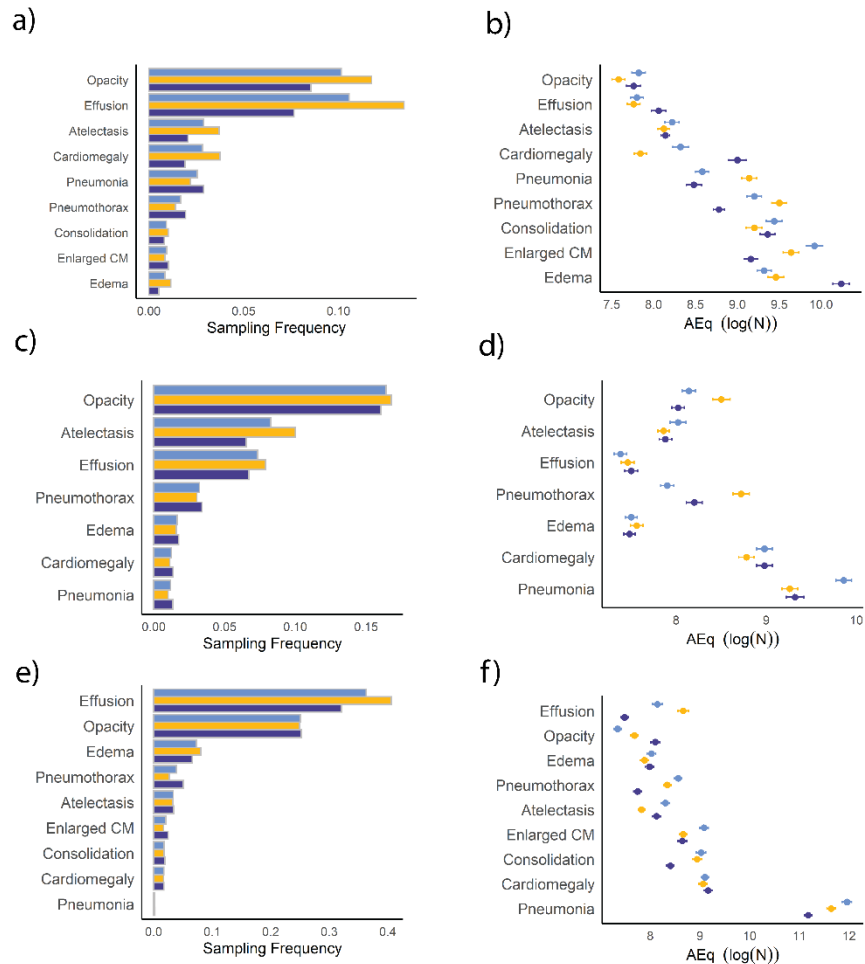 a)
Opacity
Effusion
Atelectasis
Cardiomegaly
Pneumonia
Pneumothorax
Consolidation
Enlarged CM
Edema
0.00 0.10
Sampling Frequency
b)
Opacity
Effusion
Atelectasis
Cardiomegaly
Pneumonia
Pneumothorax
Consolidation
Enlarged CM
Edema
7.5 8.0 8.5 9.0 9.5 10.0
AEq (log(N))
c)
Opacity
Atelectasis
Effusion
Pneumothorax
Edema
Cardiomegaly
Pneumonia
0.00 0.05 0.10 0.15
Sampling Frequency
d)
Opacity
Atelectasis
Effusion
Pneumothorax
Edema
Cardiomegaly
Pneumonia
8 9 10
AEq (log(N))
e)
Effusion
Opacity
Edema
Pneumothorax
Atelectasis
Enlarged CM
Consolidation
Cardiomegaly
Pneumonia
0.0 0.1 0.2 0.3 0.4
Sampling Frequency
f)
Effusion
Opacity
Edema
Pneumothorax
Atelectasis
Enlarged CM
Consolidation
Cardiomegaly
Pneumonia
8 9 10 11 12
AEq (log(N))